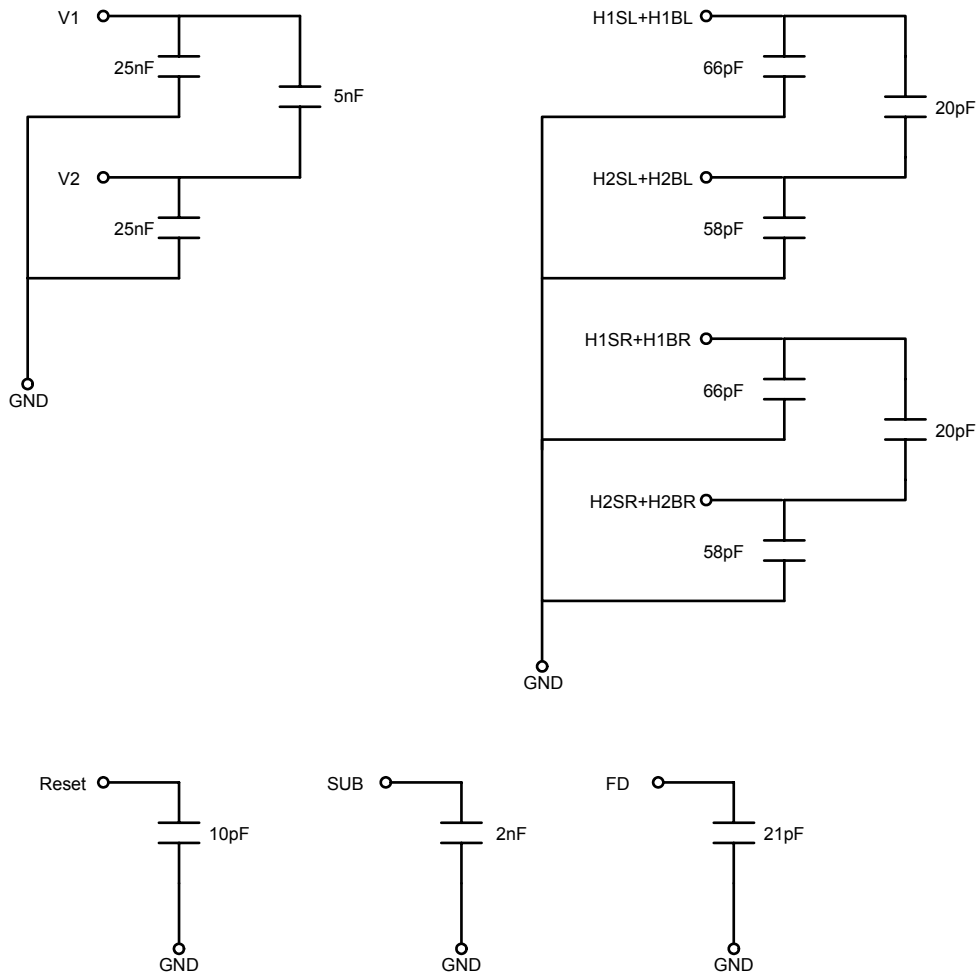 V1
25nF
5nF
V2
25nF
GND
H1SL+H1BL
66pF
20pF
H2SL+H2BL
58pF
H1SR+H1BR
66pF
20pF
H2SR+H2BR
58pF
GND
Reset
10pF
GND
SUB
2nF
GND
FD
21pF
GND